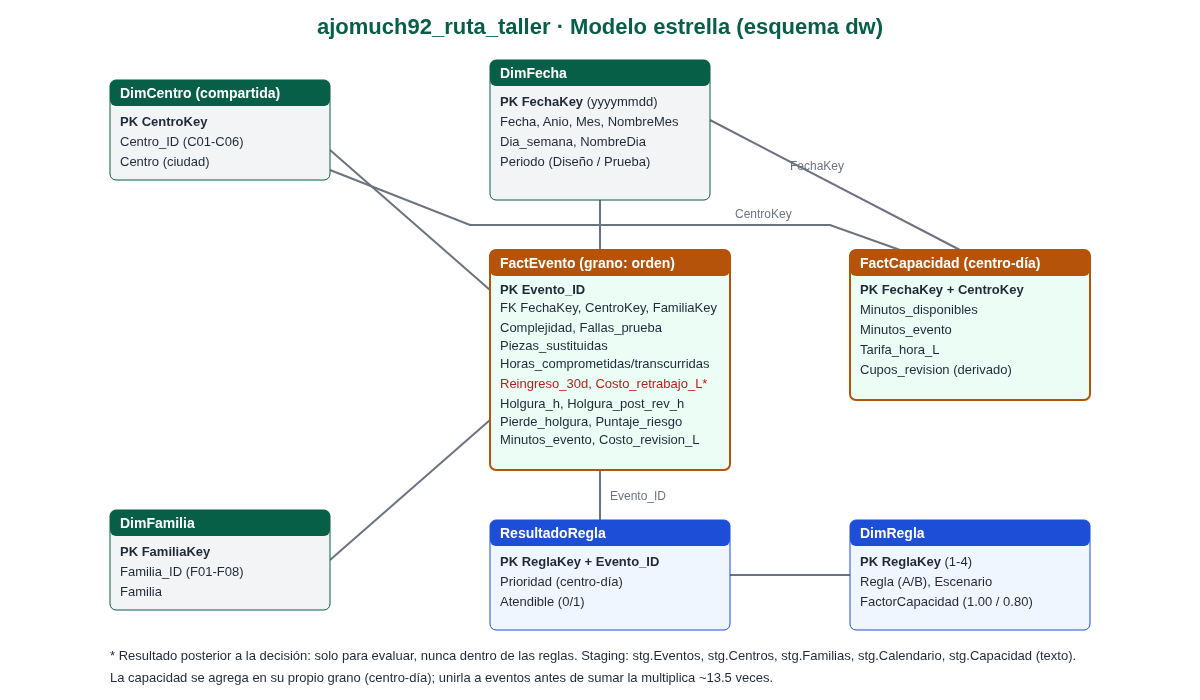 ajomuch92_ruta_taller · Modelo estrella (esquema dw)
DimCentro (compartida)
PK CentroKey
Centro_ID (C01-C06)
Centro (ciudad)
DimFecha
PK FechaKey (yyyymmdd)
Fecha, Anio, Mes, NombreMes
Dia_semana, NombreDia
Periodo (Diseño / Prueba)
FechaKey
CentroKey
FactEvento (grano: orden)
PK Evento_ID
FK FechaKey, CentroKey, FamiliaKey
Complejidad, Fallas_prueba
Piezas_sustituidas
Horas_comprometidas/transcurridas
Reingreso_30d, Costo_retrabajo_L*
Holgura_h, Holgura_post_rev_h
Pierde_holgura, Puntaje_riesgo
Minutos_evento, Costo_revision_L
FactCapacidad (centro-día)
PK FechaKey + CentroKey
Minutos_disponibles
Minutos_evento
Tarifa_hora_L
Cupos_revision (derivado)
Evento_ID
DimFamilia
PK FamiliaKey
Familia_ID (F01-F08)
Familia
ResultadoRegla
PK ReglaKey + Evento_ID
Prioridad (centro-día)
Atendible (0/1)
DimRegla
PK ReglaKey (1-4)
Regla (A/B), Escenario
FactorCapacidad (1.00 / 0.80)
* Resultado posterior a la decisión: solo para evaluar, nunca dentro de las reglas. Staging: stg.Eventos, stg.Centros, stg.Familias, stg.Calendario, stg.Capacidad (texto).
La capacidad se agrega en su propio grano (centro-día); unirla a eventos antes de sumar la multiplica ~13.5 veces.